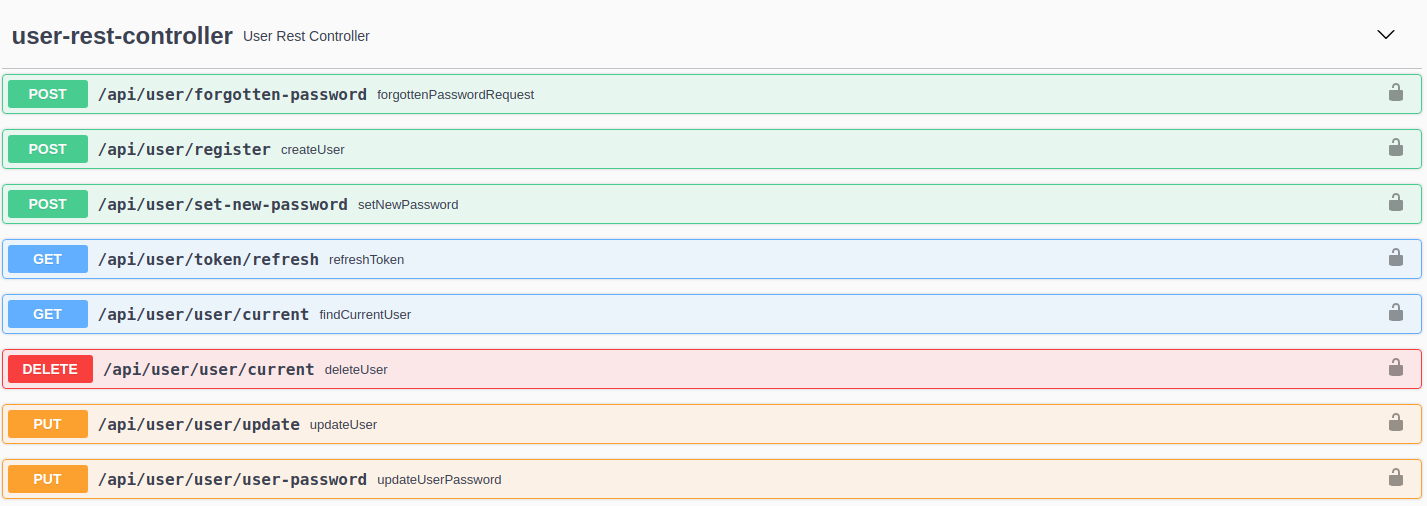 user-rest-controller User Rest Controller
POST /api/user/forgotten-password forgottenPasswordRequest
POST /api/user/register createUser
POST /api/user/set-new-password setNewPassword
GET /api/user/token/refresh refreshToken
GET /api/user/user/current findCurrentUser
DELETE /api/user/user/current deleteUser
PUT /api/user/user/update updateUser
PUT /api/user/user/user-password updateUserPassword